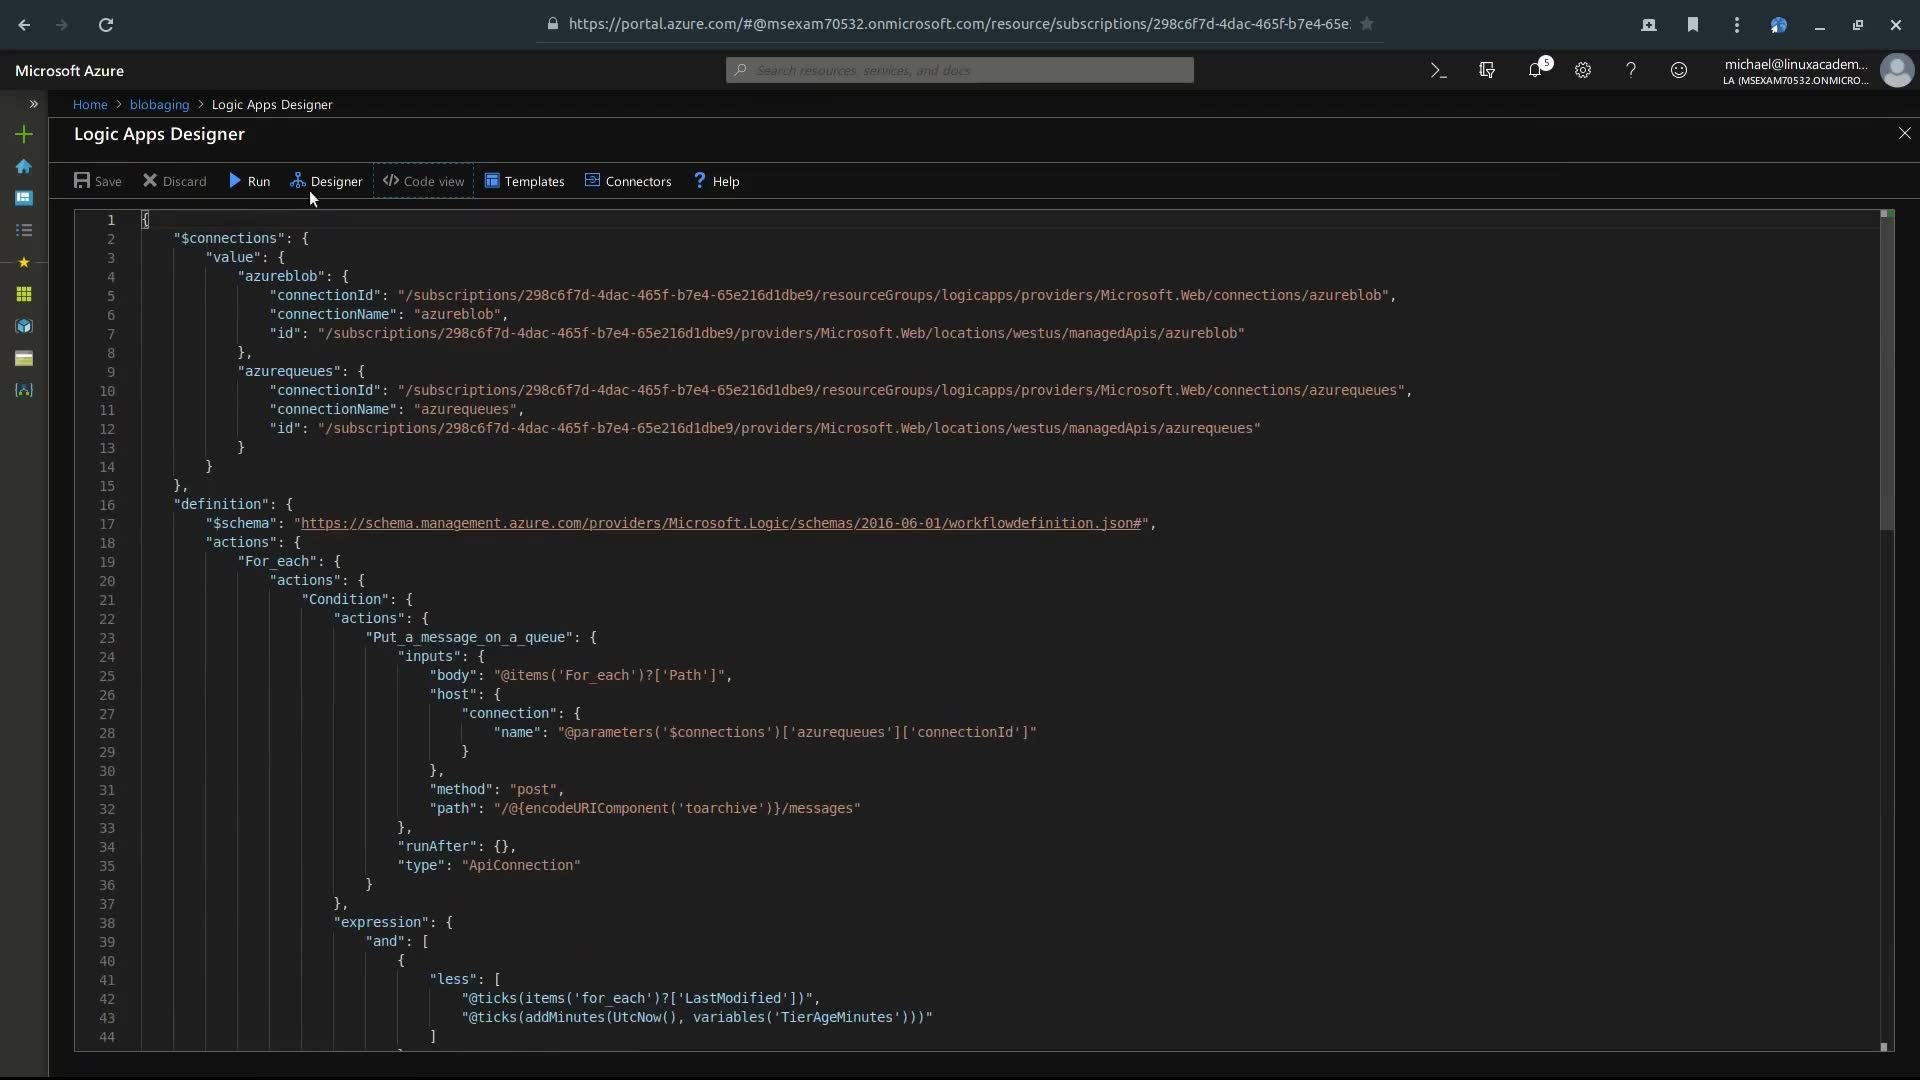 https://portal.azure.com/#@msexam70532.onmicrosoft.com/resource/subscriptions/298c6f7d-4dac-465f-b7e4-65e
Microsoft Azure
Search resources, services, and docs
5
michael@linuxacadem...
LA (MSEXAM70532.ONMICRO...
Home > blobaging > Logic Apps Designer
Logic Apps Designer
Save Discard Run Designer </> Code view Templates Connectors ? Help
1 {
2 "$connections": {
3 "value": {
4 "azureblob": {
5 "connectionId": "/subscriptions/298c6f7d-4dac-465f-b7e4-65e216d1dbe9/resourceGroups/logicapps/providers/Microsoft.Web/connections/azureblob",
6 "connectionName": "azureblob",
7 "id": "/subscriptions/298c6f7d-4dac-465f-b7e4-65e216d1dbe9/providers/Microsoft.Web/locations/westus/managedApis/azureblob"
8 },
9 "azurequeues": {
10 "connectionId": "/subscriptions/298c6f7d-4dac-465f-b7e4-65e216d1dbe9/resourceGroups/logicapps/providers/Microsoft.Web/connections/azurequeues",
11 "connectionName": "azurequeues",
12 "id": "/subscriptions/298c6f7d-4dac-465f-b7e4-65e216d1dbe9/providers/Microsoft.Web/locations/westus/managedApis/azurequeues"
13 }
14 }
15 },
16 "definition": {
17 "$schema": "https://schema.management.azure.com/providers/Microsoft.Logic/schemas/2016-06-01/workflowdefinition.json#",
18 "actions": {
19 "For_each": {
20 "actions": {
21 "Condition": {
22 "actions": {
23 "Put_a_message_on_a_queue": {
24 "inputs": {
25 "body": "@items('For_each')?['Path']",
26 "host": {
27 "connection": {
28 "name": "@parameters('$connections')['azurequeues']['connectionId']"
29 }
30 },
31 "method": "post",
32 "path": "/@{encodeURIComponent('toarchive')}/messages"
33 },
34 "runAfter": {},
35 "type": "ApiConnection"
36 }
37 },
38 "expression": {
39 "and": [
40 {
41 "less": [
42 "@ticks(items('for_each')?['LastModified'])",
43 "@ticks(addMinutes(UtcNow(), variables('TierAgeMinutes')))"
44 ]